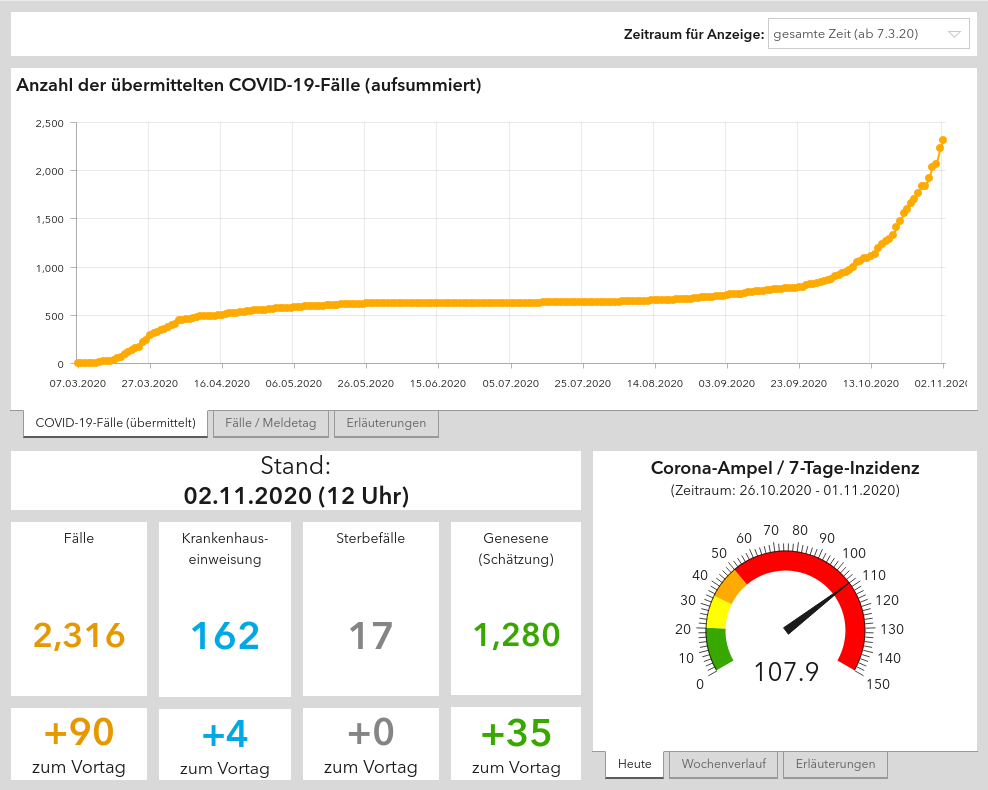 Zeitraum für Anzeige: gesamte Zeit (ab 7.3.20)
Anzahl der übermittelten COVID-19-Fälle (aufsummiert)
2,500
2,000
1,500
1,000
500
0
07.03.2020 27.03.2020 16.04.2020 06.05.2020 26.05.2020 15.06.2020 05.07.2020 25.07.2020 14.08.2020 03.09.2020 23.09.2020 13.10.2020 02.11.2020
COVID-19-Fälle (übermittelt) Fälle / Meldetag Erläuterungen
Stand:
02.11.2020 (12 Uhr)
Fälle
2,316
+90
zum Vortag
Krankenhaus-
einweisung
162
+4
zum Vortag
Sterbefälle
17
+0
zum Vortag
Genesene
(Schätzung)
1,280
+35
zum Vortag
Corona-Ampel / 7-Tage-Inzidenz
(Zeitraum: 26.10.2020 - 01.11.2020)
0
10
20
30
40
50
60
70
80
90
100
110
120
130
140
150
107.9
Heute Wochenverlauf Erläuterungen